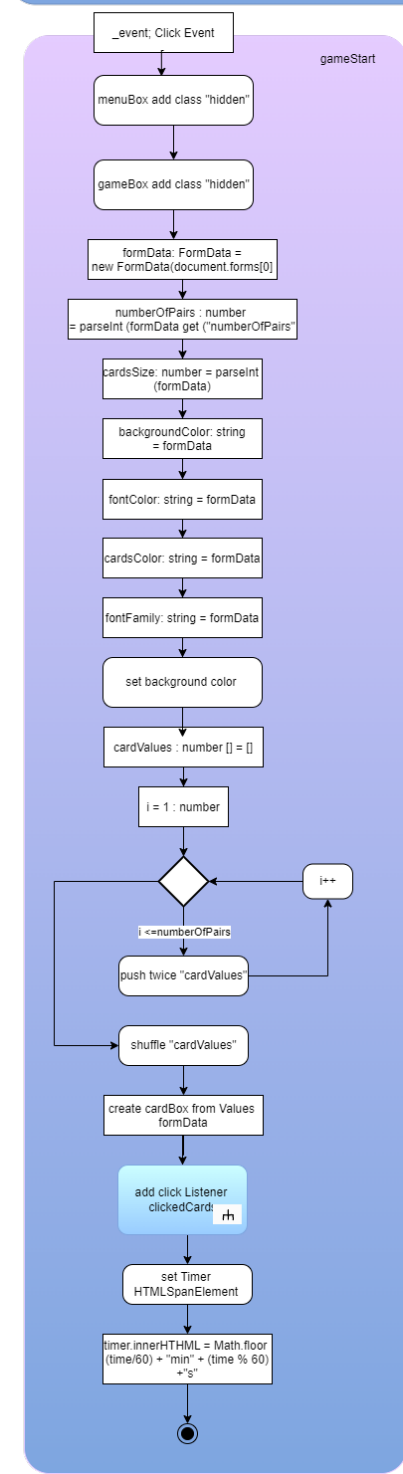 _event; Click Event
gameStart
menuBox add class "hidden"
gameBox add class "hidden"
formData: FormData =
new FormData(document.forms[0]
numberOfPairs : number
= parseInt (formData get ("numberOfPairs"
cardsSize: number = parseInt
(formData)
backgroundColor: string
= formData
fontColor: string = formData
cardsColor: string = formData
fontFamily: string = formData
set background color
cardValues : number [] = []
i = 1 : number
i++
i <=numberOfPairs
push twice "cardValues"
shuffle "cardValues"
create cardBox from Values
formData
add click Listener
clickedCards
set Timer
HTMLSpanElement
timer.innerHTHML = Math.floor
(time/60) + "min" + (time % 60)
+"s"